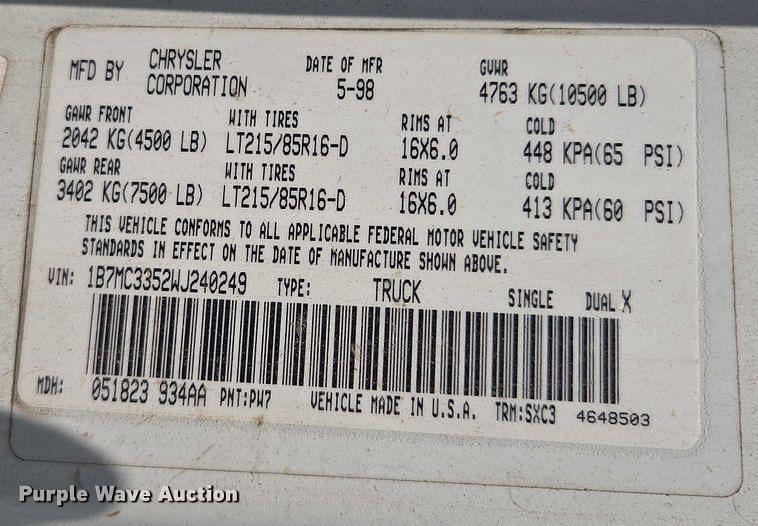 MFD BY CHRYSLER CORPORATION DATE OF MFR 5-98 GVWR 4763 KG(10500 LB)
GAWR FRONT WITH TIRES RIMS AT COLD
2042 KG(4500 LB) LT215/85R16-D 16X6.0 448 KPA(65 PSI)
GAWR REAR WITH TIRES RIMS AT COLD
3402 KG(7500 LB) LT215/85R16-D 16X6.0 413 KPA(60 PSI)
THIS VEHICLE CONFORMS TO ALL APPLICABLE FEDERAL MOTOR VEHICLE SAFETY
STANDARDS IN EFFECT ON THE DATE OF MANUFACTURE SHOWN ABOVE.
VIN: 1B7MC3352WJ240249 TYPE: TRUCK SINGLE DUAL X
MDH: 051823 934AA PNT:PW7 VEHICLE MADE IN U.S.A. TRM:SXC3 4648503
Purple Wave Auction